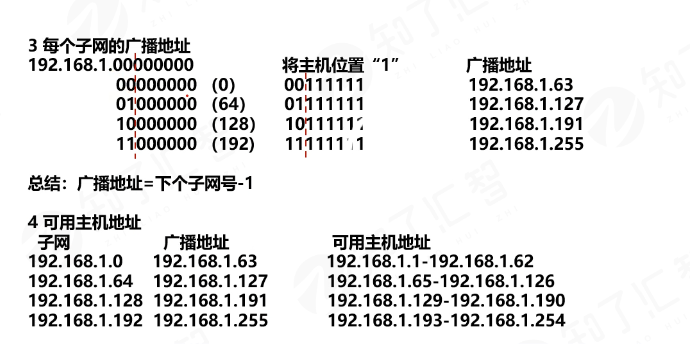 3 每个子网的广播地址
192.168.1.00000000 将主机位置“1” 广播地址
00000000 (0) 00111111 192.168.1.63
01000000 (64) 01111111 192.168.1.127
10000000 (128) 10111111 192.168.1.191
11000000 (192) 11111111 192.168.1.255
总结：广播地址=下个子网号-1
4 可用主机地址
子网 广播地址 可用主机地址
192.168.1.0 192.168.1.63 192.168.1.1-192.168.1.62
192.168.1.64 192.168.1.127 192.168.1.65-192.168.1.126
192.168.1.128 192.168.1.191 192.168.1.129-192.168.1.190
192.168.1.192 192.168.1.255 192.168.1.193-192.168.1.254
知了汇智